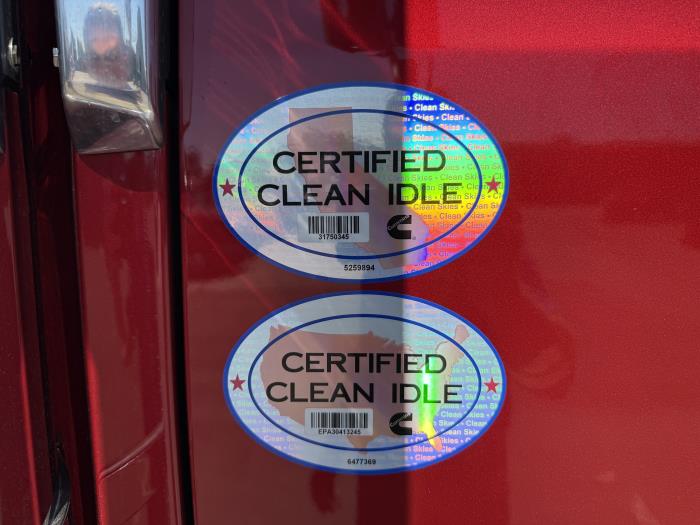 CERTIFIED
CLEAN IDLE
31750345
5259894
CERTIFIED
CLEAN IDLE
EPA30413245
6477369